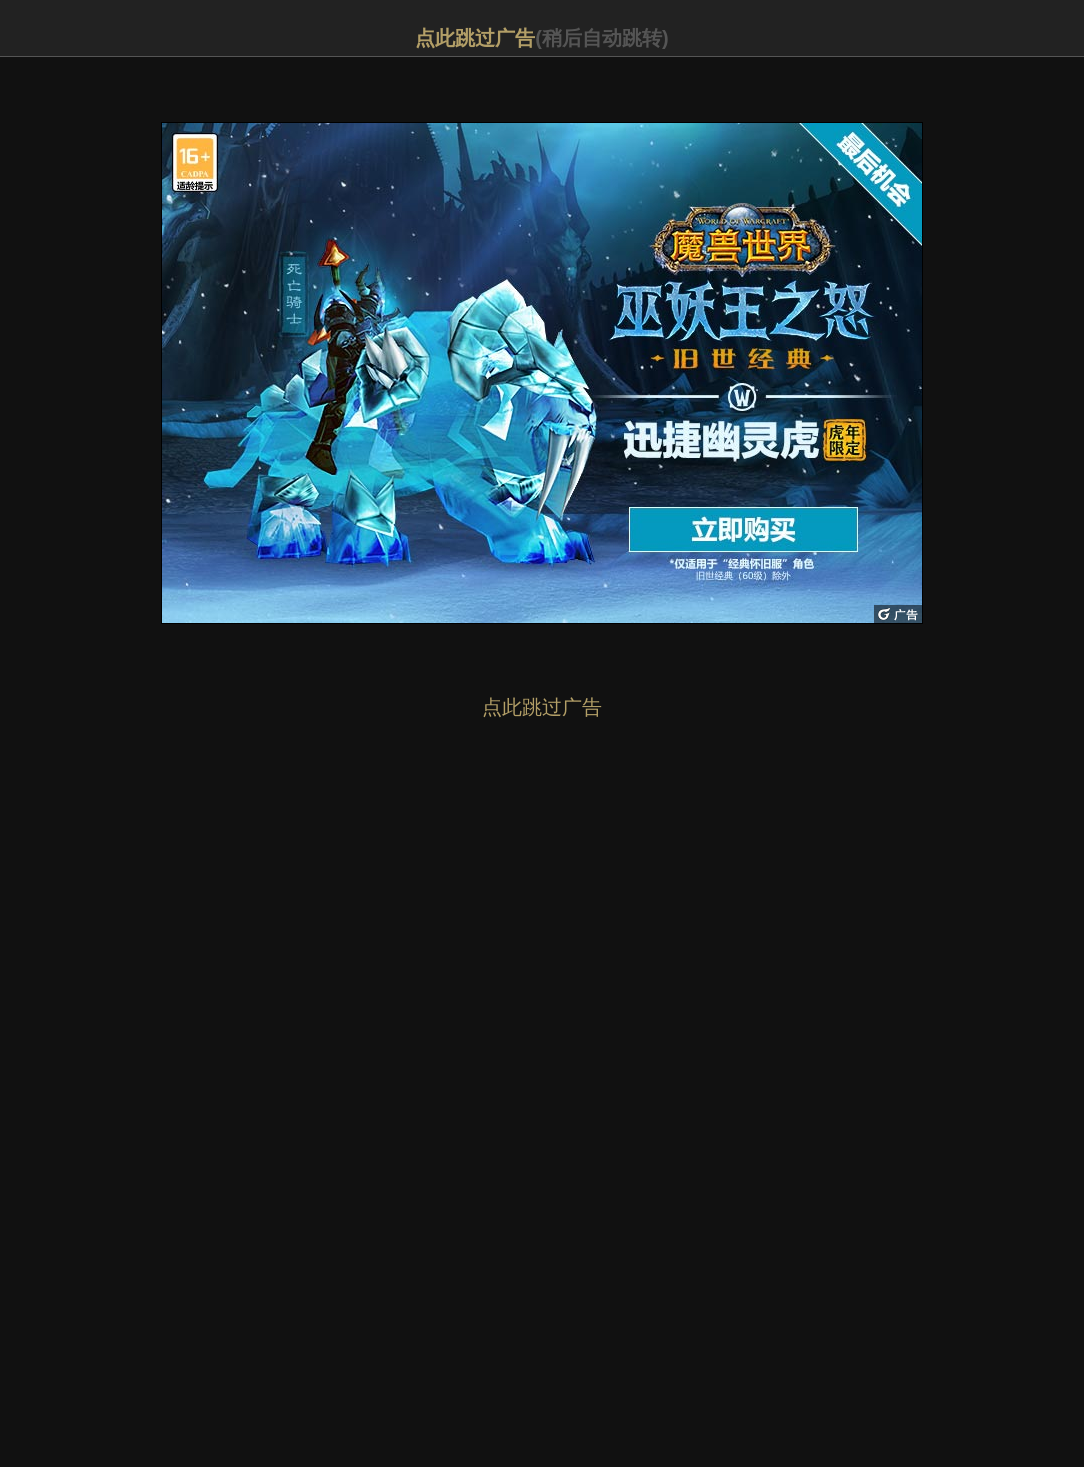 点此跳过广告(稍后自动跳转)
16+
CADPA
适龄提示
最后机会
死亡骑士
WORLD OF WARCRAFT
魔兽世界
巫妖王之怒
旧世经典
W
迅捷幽灵虎 虎年限定
立即购买
*仅适用于“经典怀旧服”角色
旧世经典（60级）除外
广告
点此跳过广告